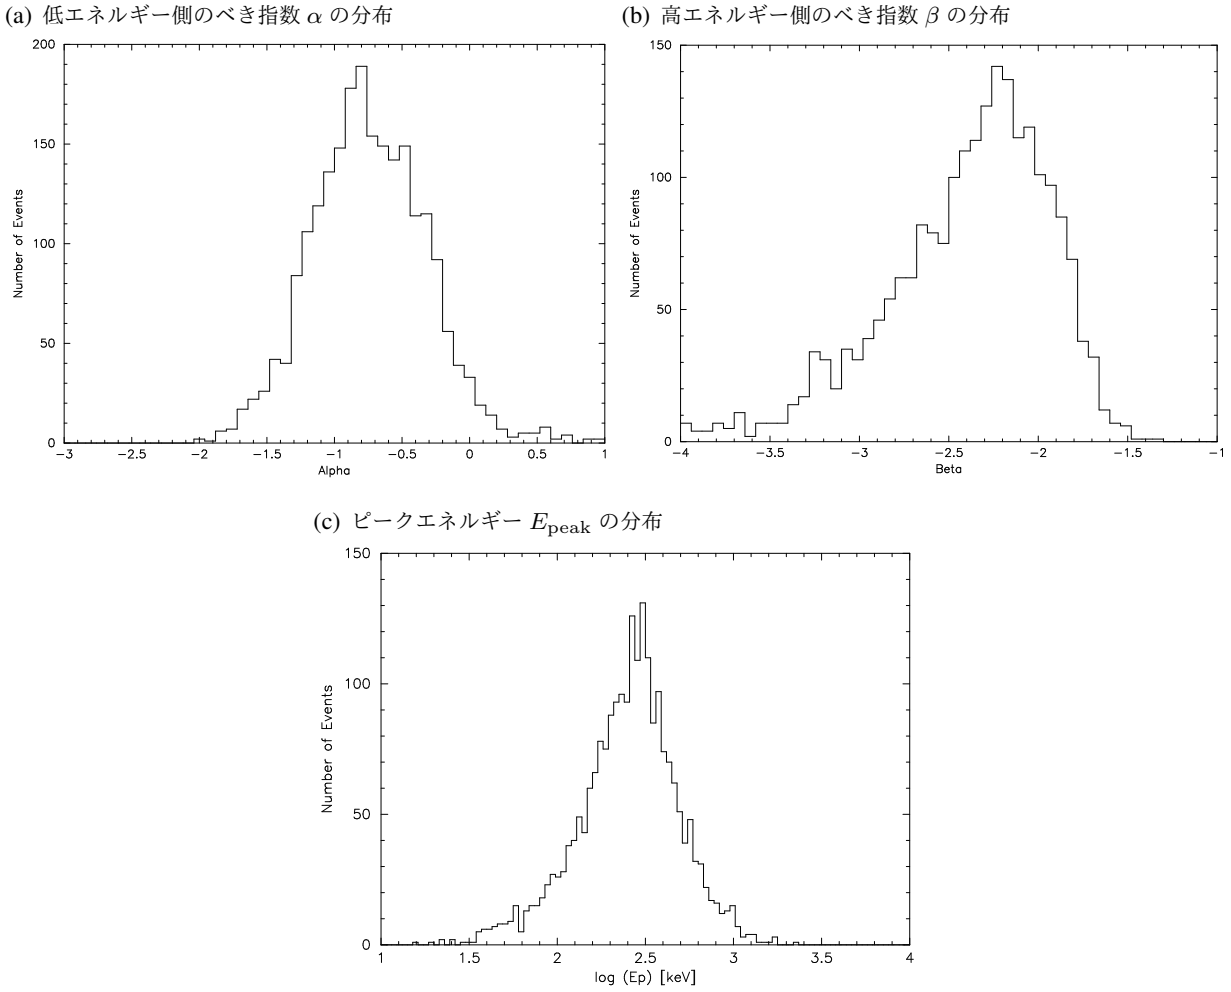 (a) 低エネルギー側のべき指数 α の分布
200
150
100
50
0
Number of Events
−3 −2.5 −2 −1.5 −1 −0.5 0 0.5 1
Alpha
(b) 高エネルギー側のべき指数 β の分布
150
100
50
0
Number of Events
−4 −3.5 −3 −2.5 −2 −1.5 −1
Beta
(c) ピークエネルギー E_peak の分布
150
100
50
0
Number of Events
1 1.5 2 2.5 3 3.5 4
log (Ep) [keV]